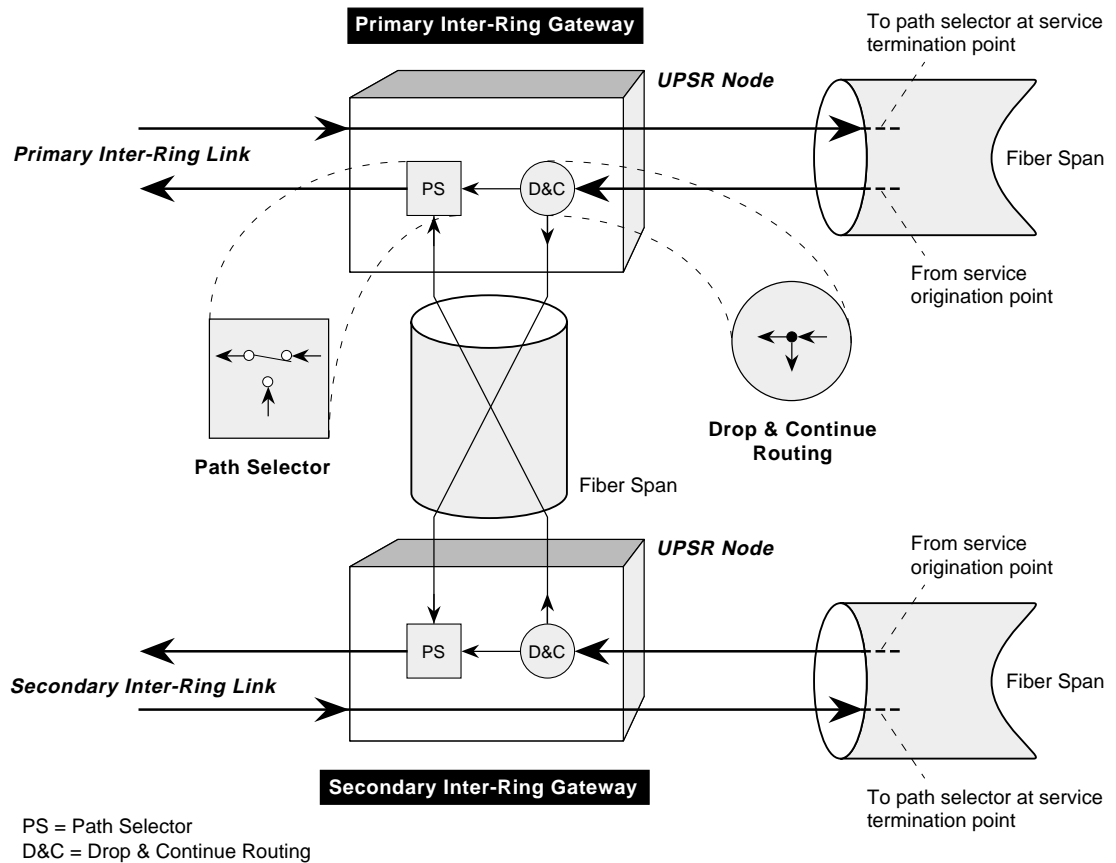 Primary Inter-Ring Gateway
To path selector at service
termination point
UPSR Node
Primary Inter-Ring Link
Fiber Span
PS
D&C
From service
origination point
Path Selector
Drop & Continue
Routing
Fiber Span
UPSR Node
From service
origination point
PS
D&C
Secondary Inter-Ring Link
Fiber Span
Secondary Inter-Ring Gateway
To path selector at service
termination point
PS = Path Selector
D&C = Drop & Continue Routing